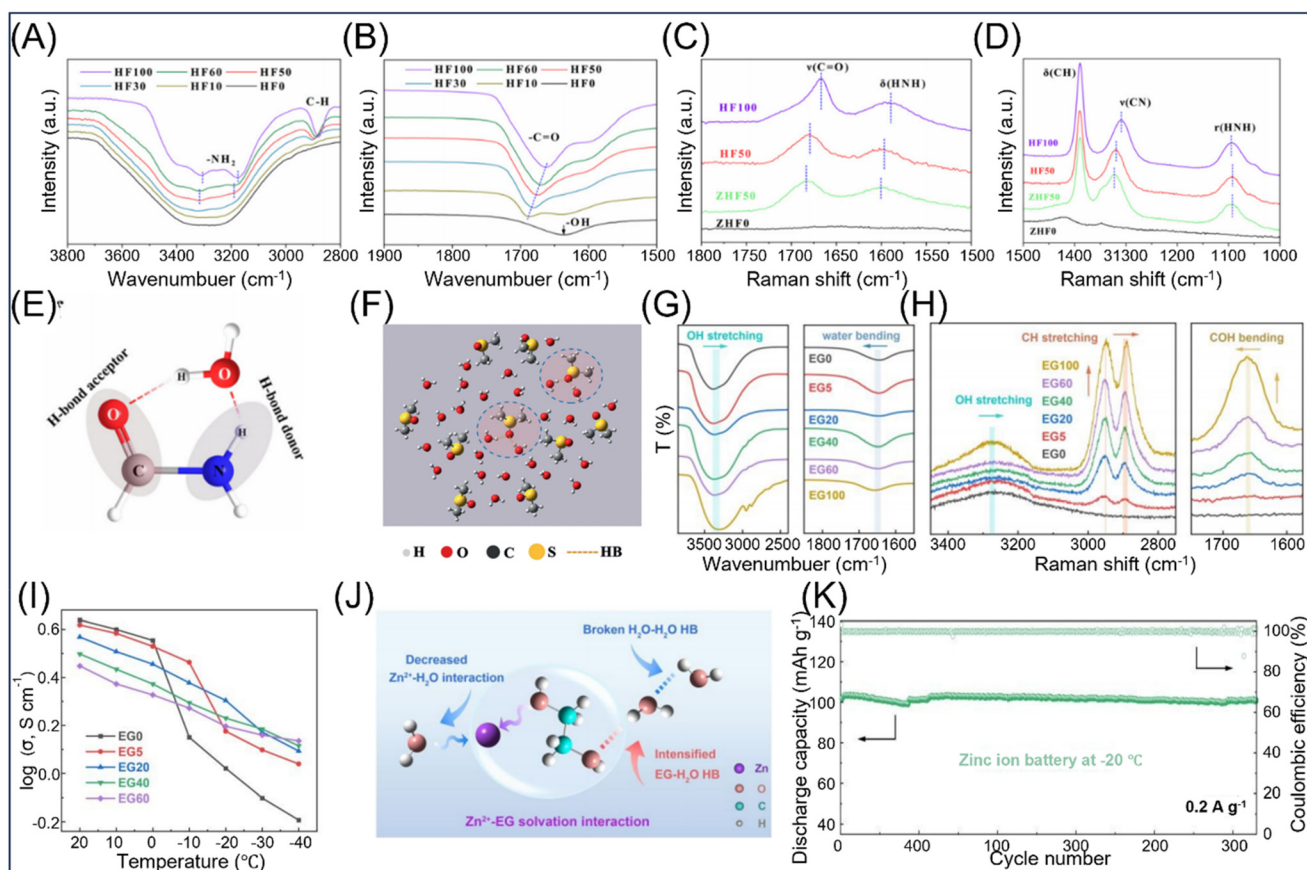 (A)
HF100 HF60 HF50
HF30 HF10 HF0
C-H
-NH2
Intensity (a.u.)
3800 3600 3400 3200 3000 2800
Wavenumbuer (cm-1)
(B)
HF100 HF60 HF50
HF30 HF10 HF0
-C=O
-OH
Intensity (a.u.)
1900 1800 1700 1600 1500
Wavenumbuer (cm-1)
(C)
ν(C=O)
δ(HNH)
HF100
HF50
ZHF50
ZHF0
Intensity (a.u.)
1800 1750 1700 1650 1600 1550 1500
Raman shift (cm-1)
(D)
δ(CH)
ν(CN)
r(HNH)
HF100
HF50
ZHF50
ZHF0
Intensity (a.u.)
1500 1400 1300 1200 1100 1000
Raman shift (cm-1)
(E)
H-bond acceptor
H-bond donor
H O
O H
C N
(F)
H O C S HB
(G)
OH stretching
water bending
EG0
EG5
EG20
EG40
EG60
EG100
T (%)
3500 3000 2500 1800 1700 1600
Wavenumbuer (cm-1)
(H)
CH stretching
COH bending
OH stretching
EG100
EG60
EG40
EG20
EG5
EG0
Intensity (a.u.)
3450 3200 2950 1700 1600
Raman shift (cm-1)
(I)
log (σ, S cm-1)
0.6
0.4
0.2
0.0
-0.2
EG0
EG5
EG20
EG40
EG60
20 10 0 -10 -20 -30 -40
Temperature (℃)
(J)
Broken H2O-H2O HB
Decreased
Zn2+-H2O interaction
Intensified
EG-H2O HB
Zn2+-EG solvation interaction
Zn
O
C
H
(K)
Discharge capacity (mAh g-1)
140
130
120
110
100
90
80
70
60
50
40
Zinc ion battery at -20 ℃
0.2 A g-1
0 400 100 300 200 300
Cycle number
100
80
60
40
20
0
Coulombic efficiency (%)